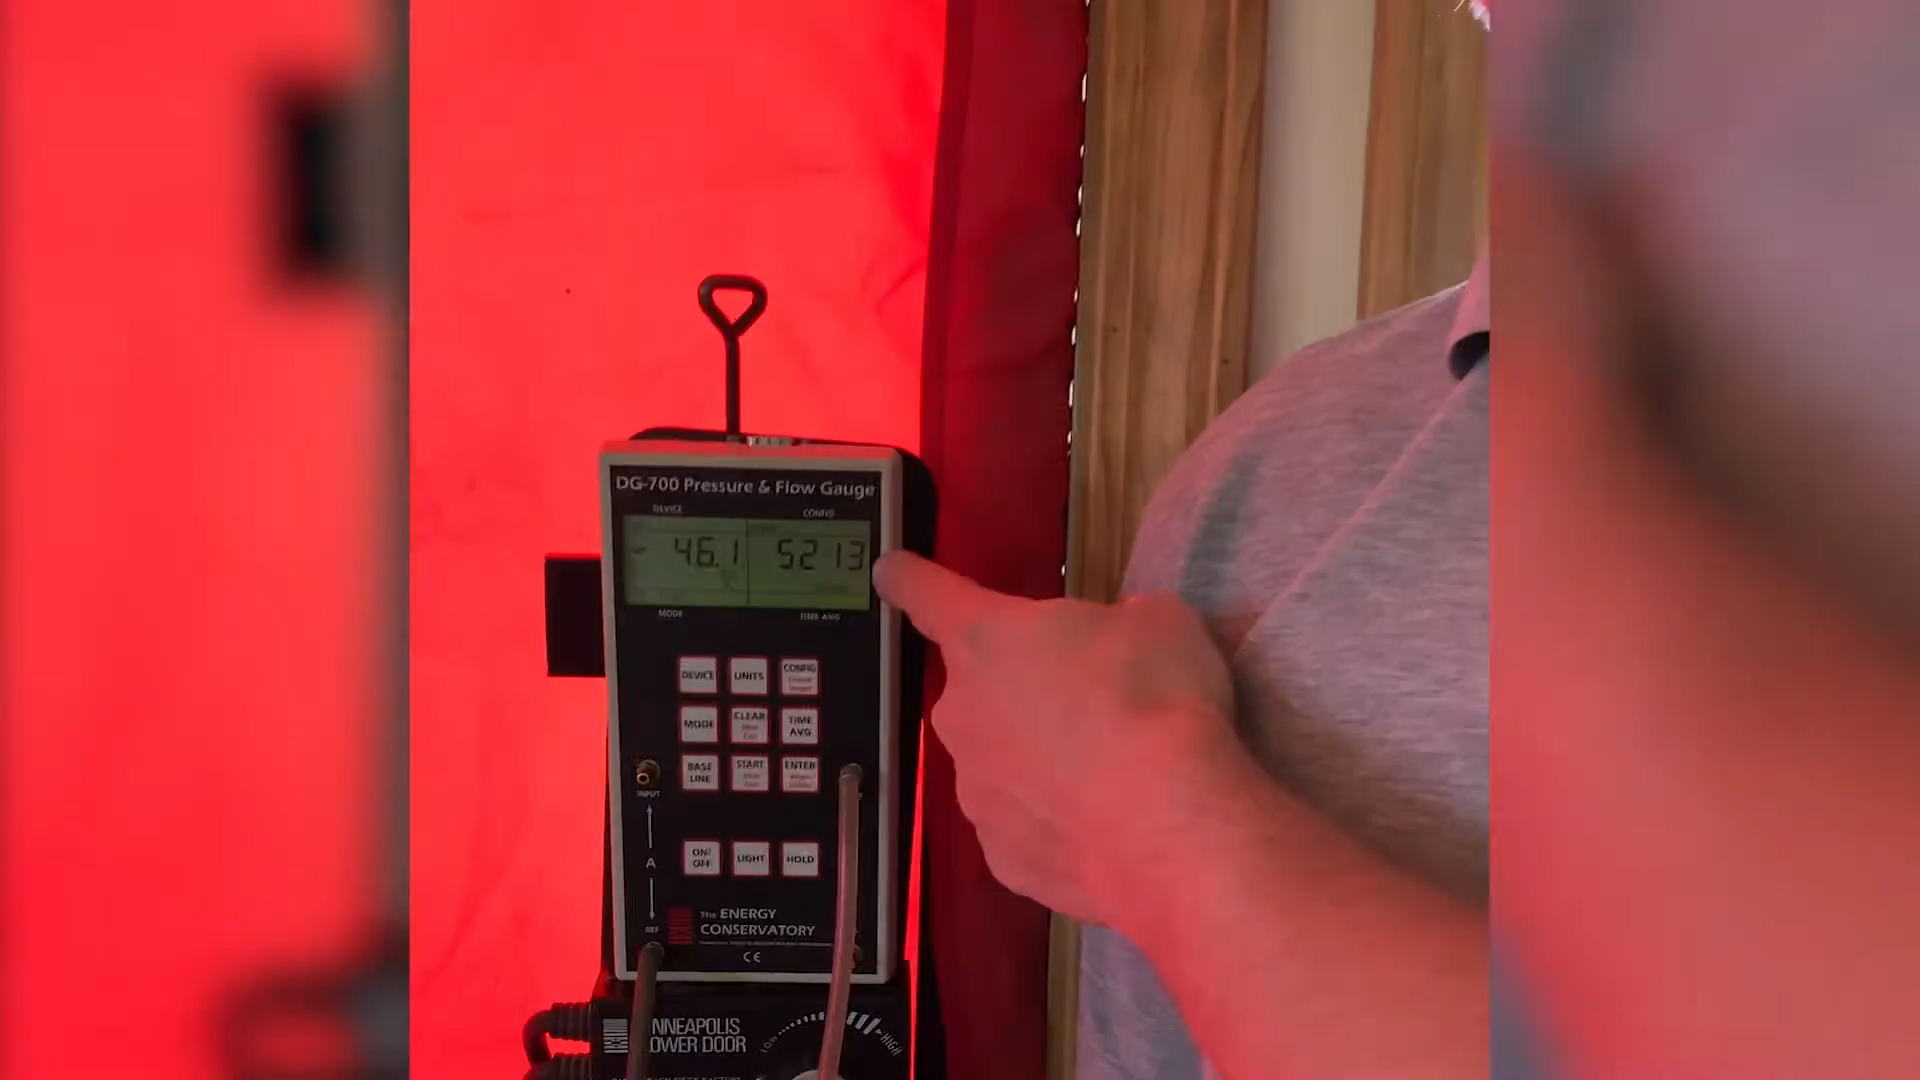 DG-700 Pressure & Flow Gauge
DEVICE CONFIG
- 46.1 5213
MODE TIME AVG
DEVICE UNITS CONFIG
MODE CLEAR TIME AVG
BASE LINE START ENTER
INPUT
A
ON/OFF LIGHT HOLD
The ENERGY
CONSERVATORY
REF
CE
NNEAPOLIS
OWER DOOR
LOW HIGH